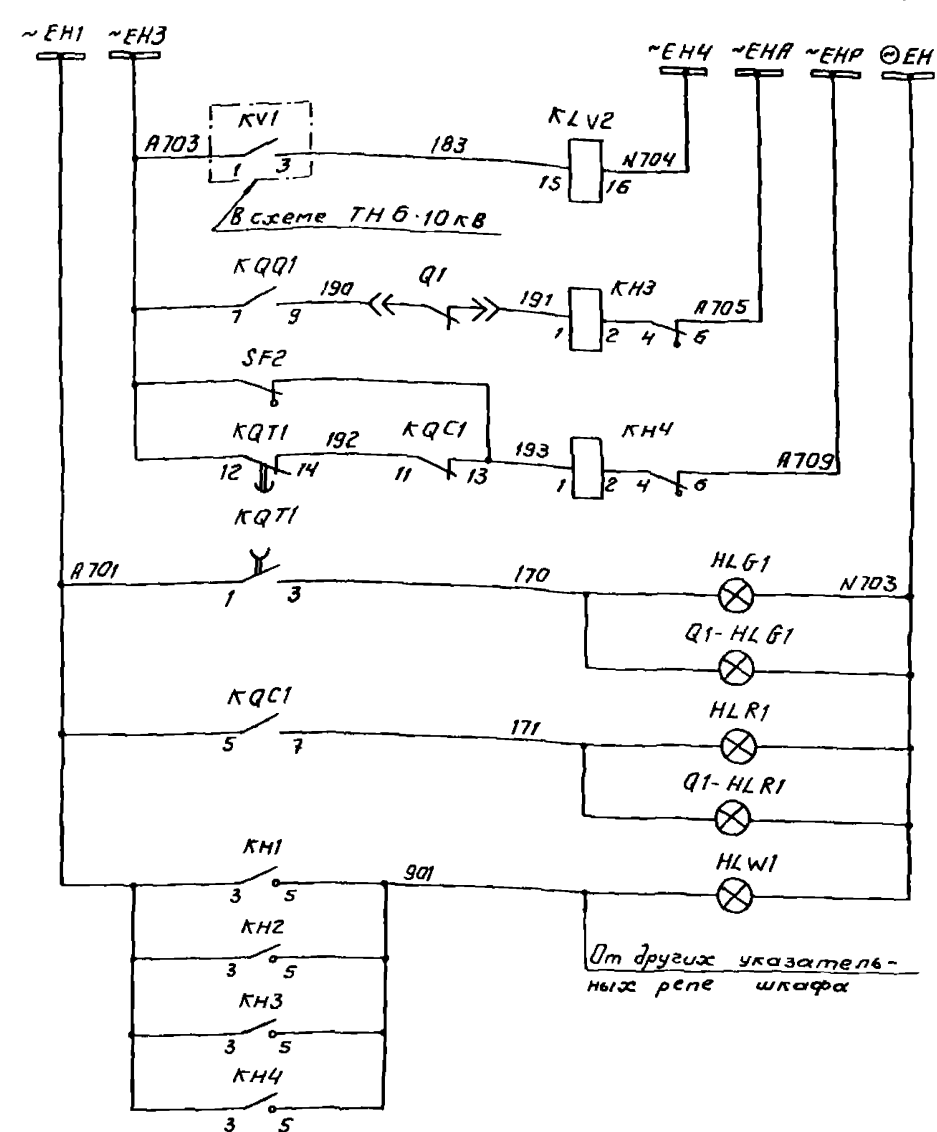 ~EH1 ~EH3 ~EH4 ~EHA ~EHP ⊝EH
KV1 KLV2
A703 1 3 183 15 16 N704
В схеме ТН 6-10кв
KQQ1 Q1 KH3
7 9 190 191 1 2 4 6 A705
SF2
KQT1 192 KQC1 193 KH4
12 14 11 13 1 2 4 6 A709
KQT1
A701 1 3 170 HLG1 N703
Q1-HLG1
KQC1 HLR1
5 7 171
Q1-HLR1
KH1 HLW1
3 5 901
KH2
3 5
От других указатель-
ных реле шкафа
KH3
3 5
KH4
3 5